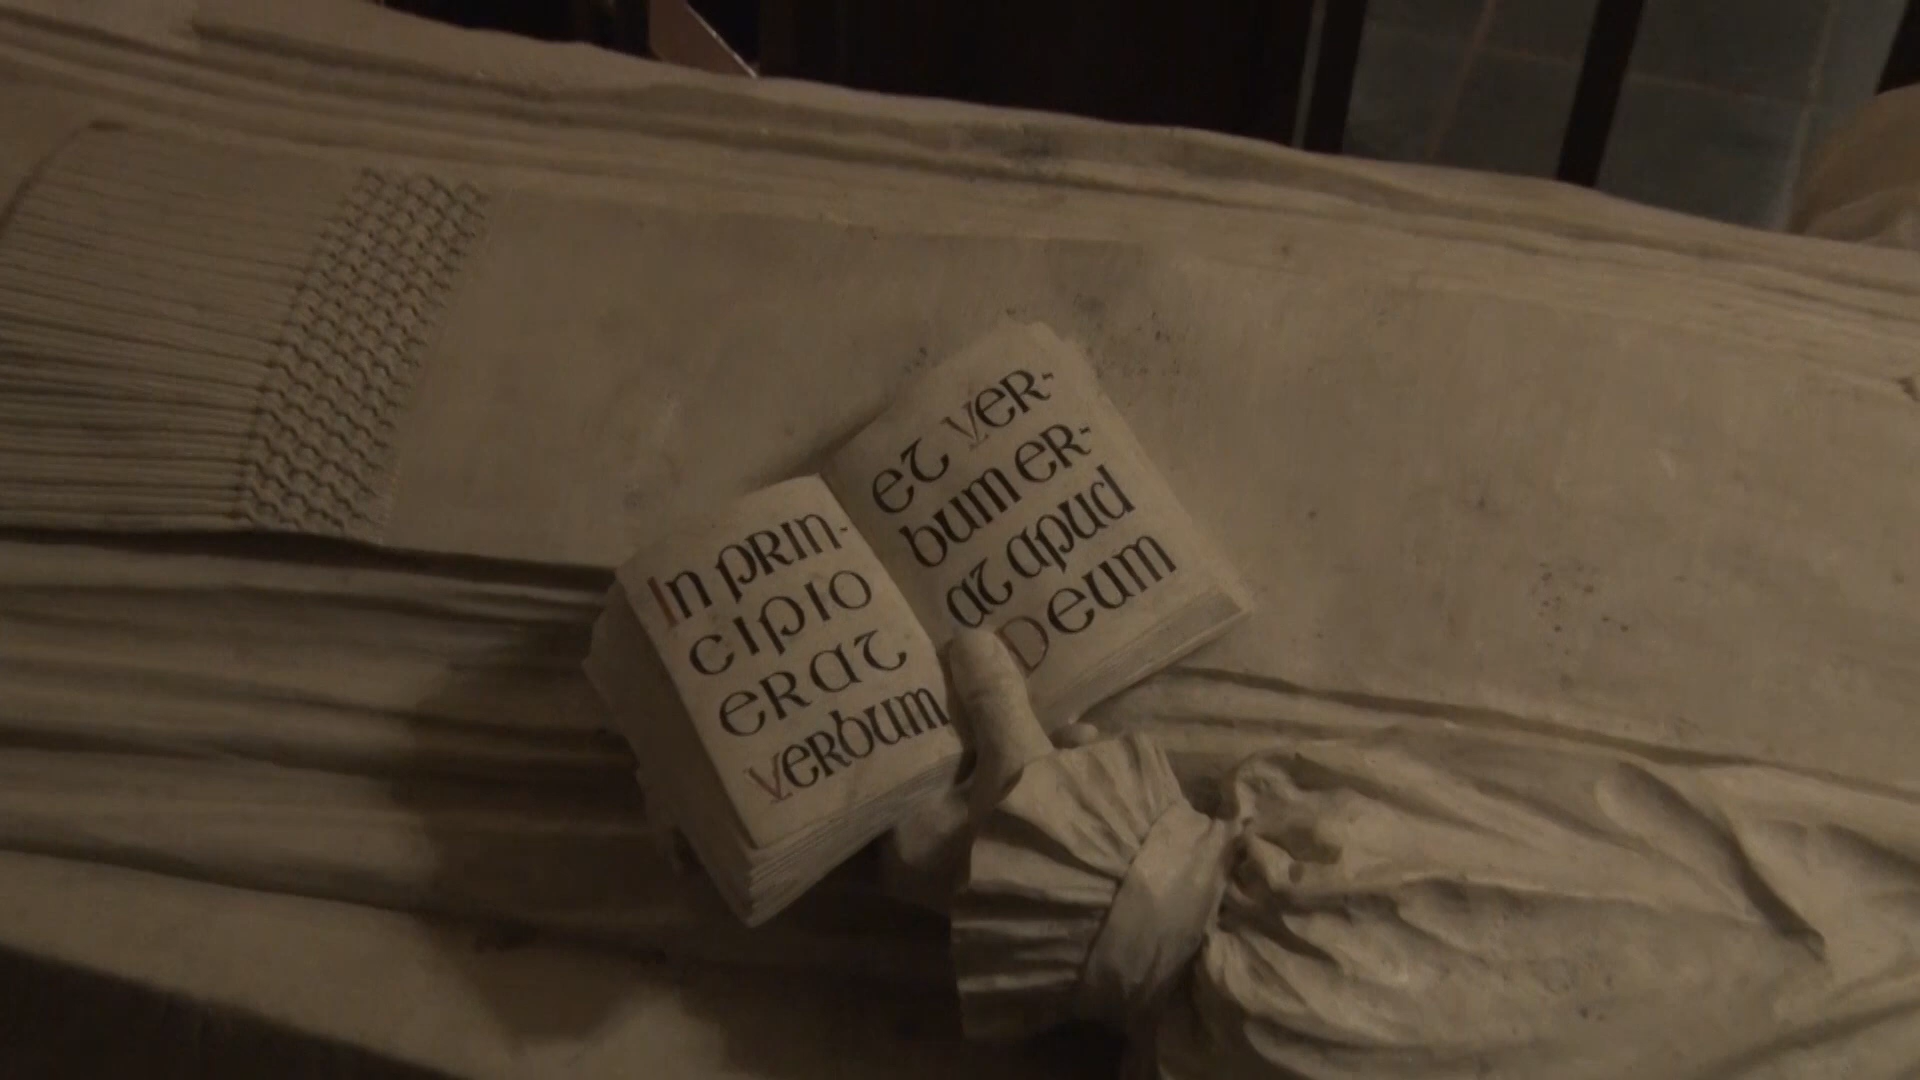 In prin-
cipio
erat
verbum
et ver-
bum er-
at apud
Deum